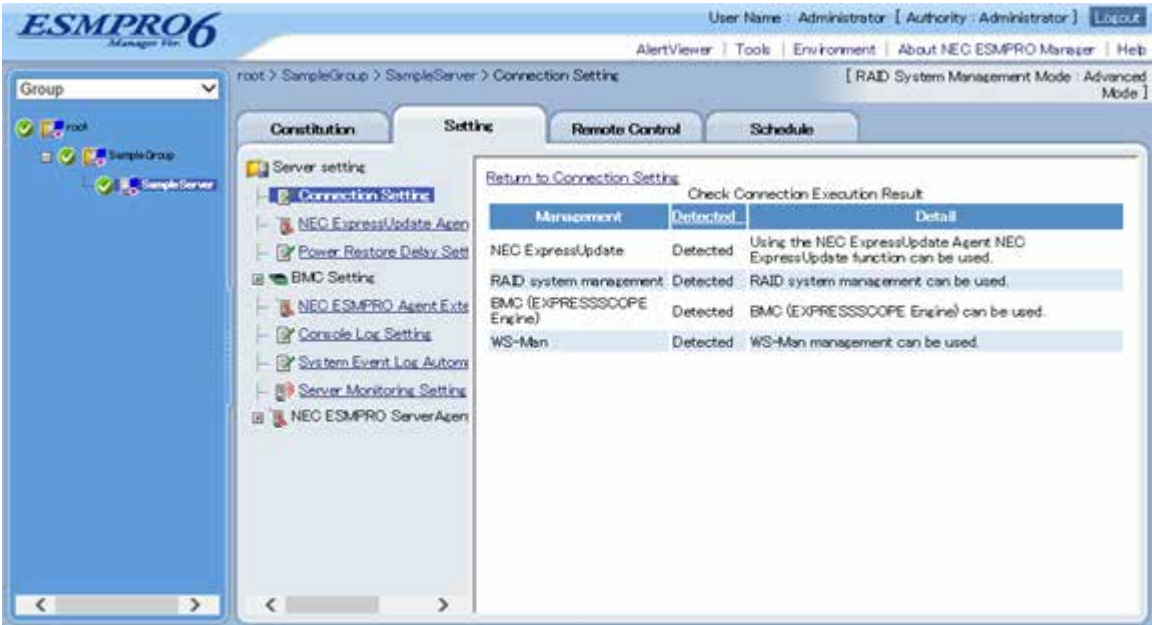 ESMPRO6
Manager Ver.
User Name : Administrator [ Authority : Administrator ] Logout
AlertViewer | Tools | Environment | About NEC ESMPRO Manager | Help
Group
root > SampleGroup > SampleServer > Connection Setting
[ RAID System Management Mode : Advanced
Mode ]
root
SampleGroup
SampleServer
Constitution
Setting
Remote Control
Schedule
Server setting
Connection Setting
NEC ExpressUpdate Agen
Power Restore Delay Sett
BMC Setting
NEC ESMPRO Agent Exte
Console Log Setting
System Event Log Autom
Server Monitoring Setting
NEC ESMPRO ServerAgen
Return to Connection Setting
Check Connection Execution Result
Management Detected Detail
NEC ExpressUpdate Detected Using the NEC ExpressUpdate Agent NEC
ExpressUpdate function can be used.
RAID system management Detected RAID system management can be used.
BMC (EXPRESSSCOPE
Engine) Detected BMC (EXPRESSSCOPE Engine) can be used.
WS-Man Detected WS-Man management can be used.